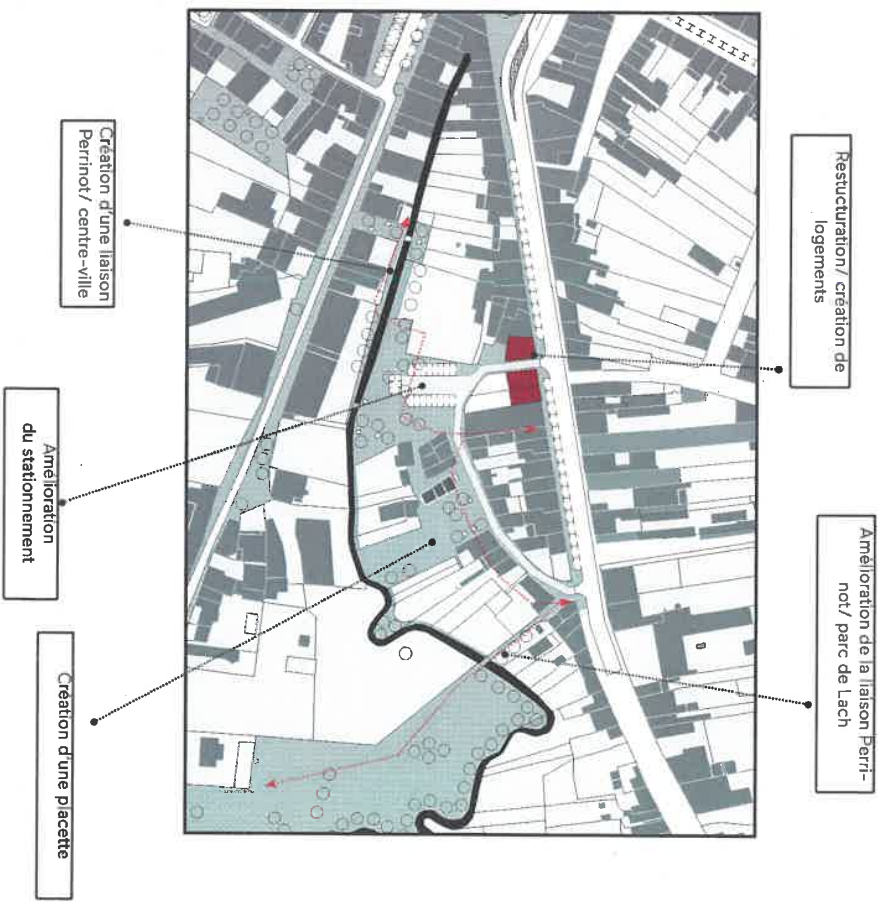 Restucturation/ création de
logements
Amélioration de la liaison Perri-
not/ parc de Lach
Création d'une liaison
Perrinot/ centre-ville
Amélioration
du stationnement
Création d'une placette